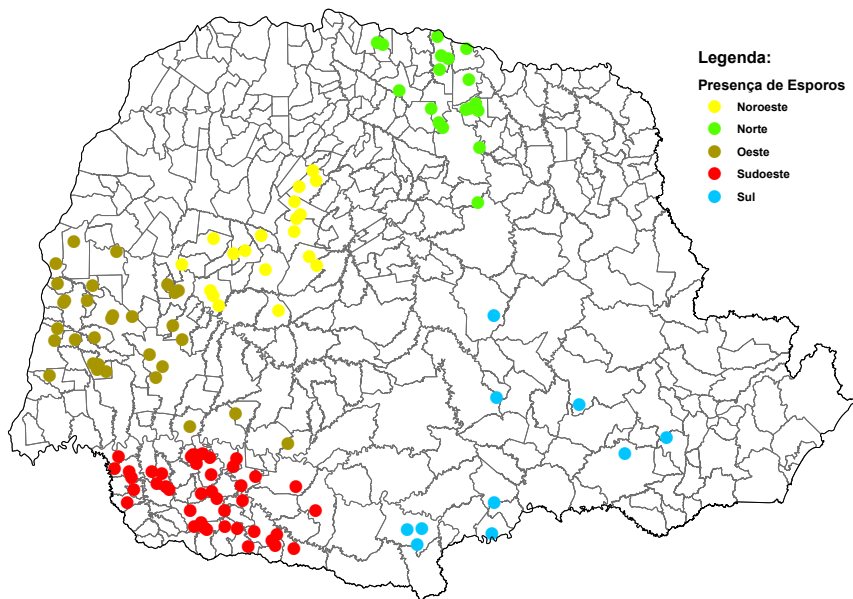 Legenda:
Presença de Esporos
Noroeste
Norte
Oeste
Sudoeste
Sul